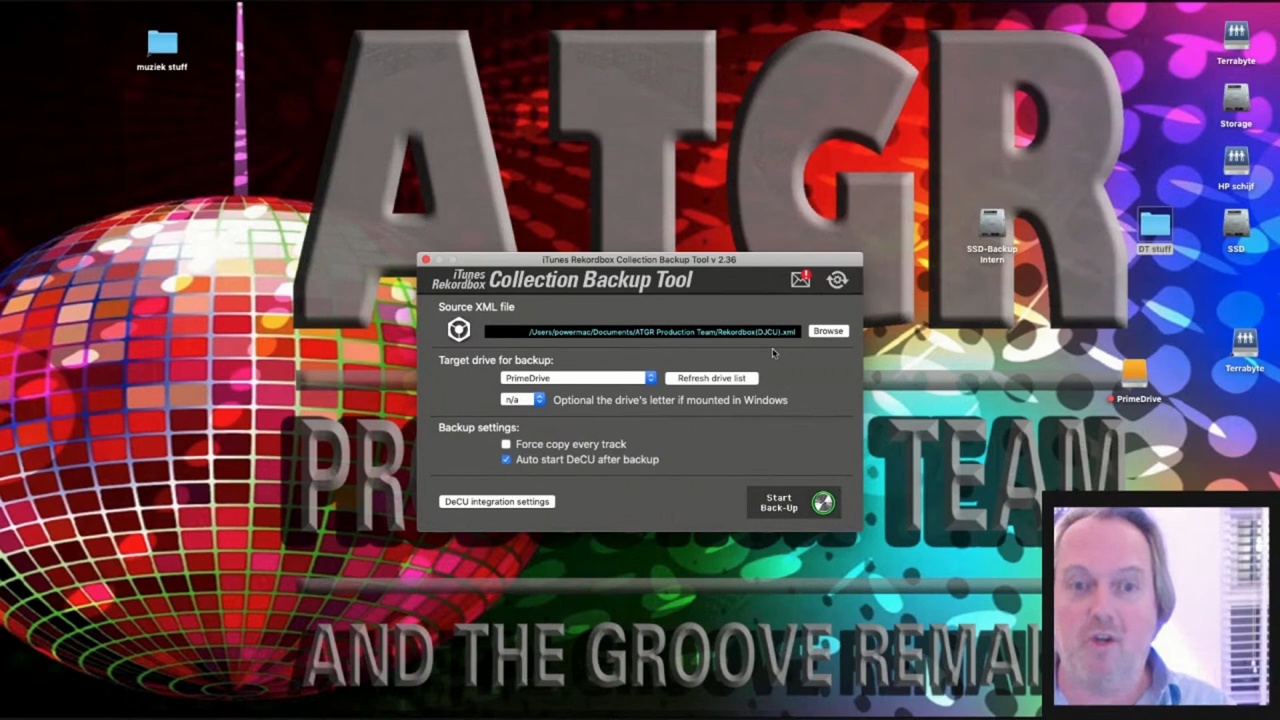 muziek stuff
Terrabyte
Storage
HP schijf
SSD
SSD-Backup
Intern
DT stuff
Terrabyte
PrimeDrive
ATGR
PR
TEAM
AND THE GROOVE REMAI
iTunes Rekordbox Collection Backup Tool v 2.36
iTunes
Rekordbox Collection Backup Tool
Source XML file
/Users/powermac/Documents/ATGR Production Team/Rekordbox(DJCU).xml
Browse
Target drive for backup:
PrimeDrive
Refresh drive list
n/a
Optional the drive's letter if mounted in Windows
Backup settings:
Force copy every track
Auto start DeCU after backup
DeCU integration settings
Start
Back-Up